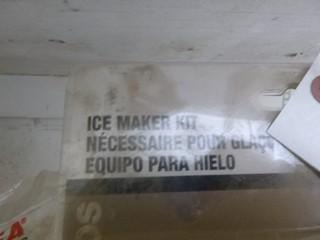 ICE MAKER KIT
NÉCESSAIRE POUR GLAÇ
EQUIPO PARA HIELO